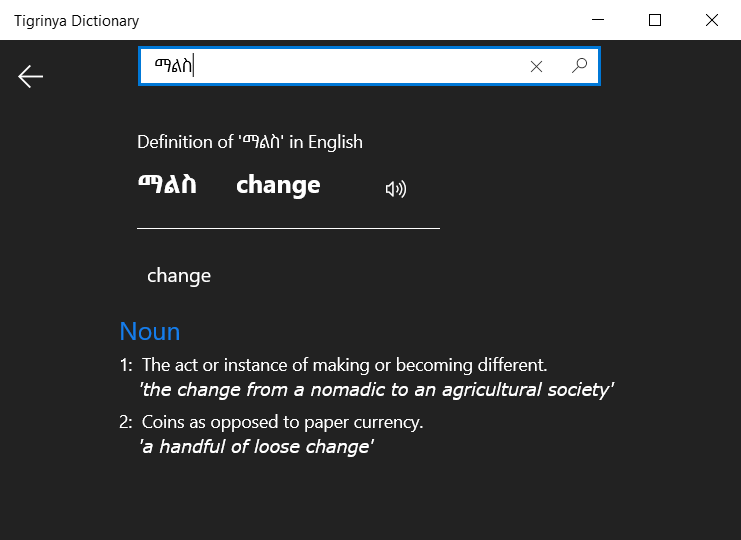 Tigrinya Dictionary
ማልስ
Definition of 'ማልስ' in English
ማልስ change
change
Noun
1: The act or instance of making or becoming different.
'the change from a nomadic to an agricultural society'
2: Coins as opposed to paper currency.
'a handful of loose change'